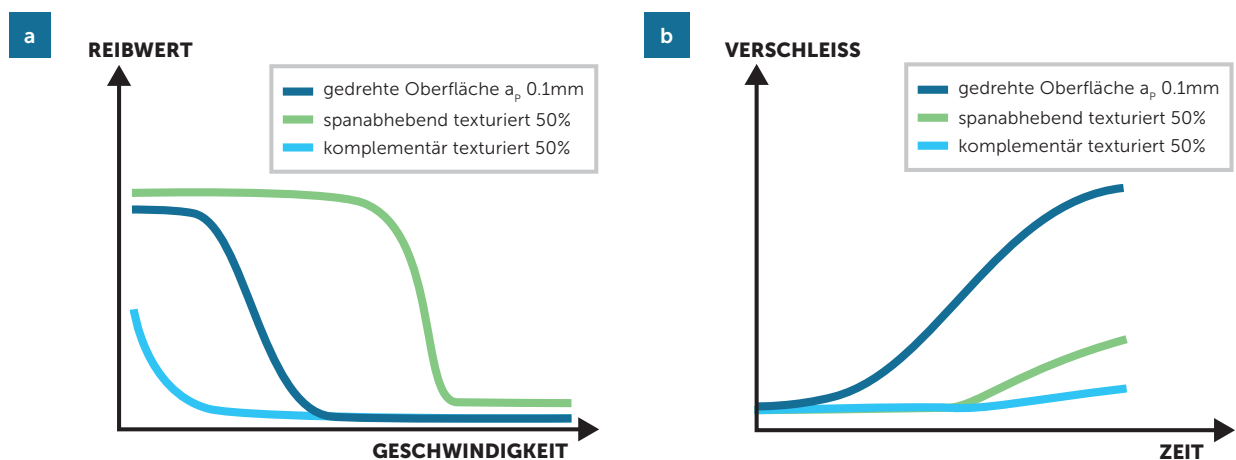 a
REIBWERT
gedrehte Oberfläche aP 0.1mm
spanabhebend texturiert 50%
komplementär texturiert 50%
GESCHWINDIGKEIT
b
VERSCHLEISS
gedrehte Oberfläche aP 0.1mm
spanabhebend texturiert 50%
komplementär texturiert 50%
ZEIT